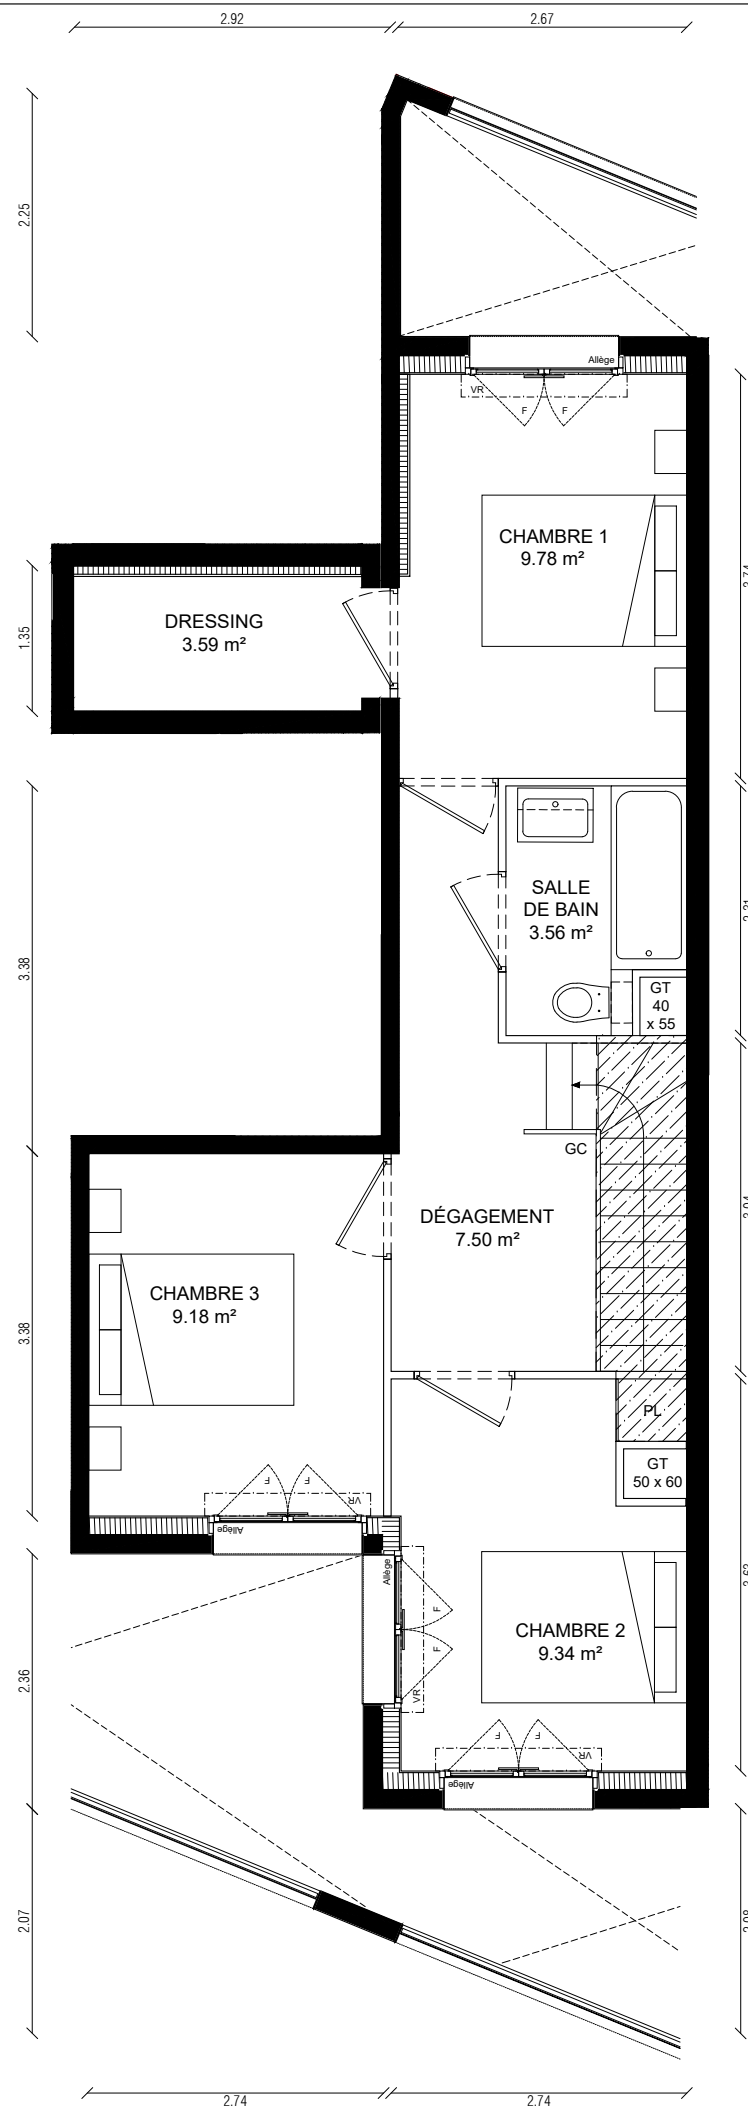 2.92
2.67
2.25
Allège
VR
F
F
CHAMBRE 1
9.78 m²
2.74
DRESSING
3.59 m²
1.35
SALLE
DE BAIN
3.56 m²
3.38
GT
40
x 55
GC
DÉGAGEMENT
7.50 m²
CHAMBRE 3
9.18 m²
3.38
PL
GT
50 x 60
F
F
VR
Allège
Allège
F
F
VR
CHAMBRE 2
9.34 m²
2.36
F
F
VR
Allège
2.07
2.74
2.74